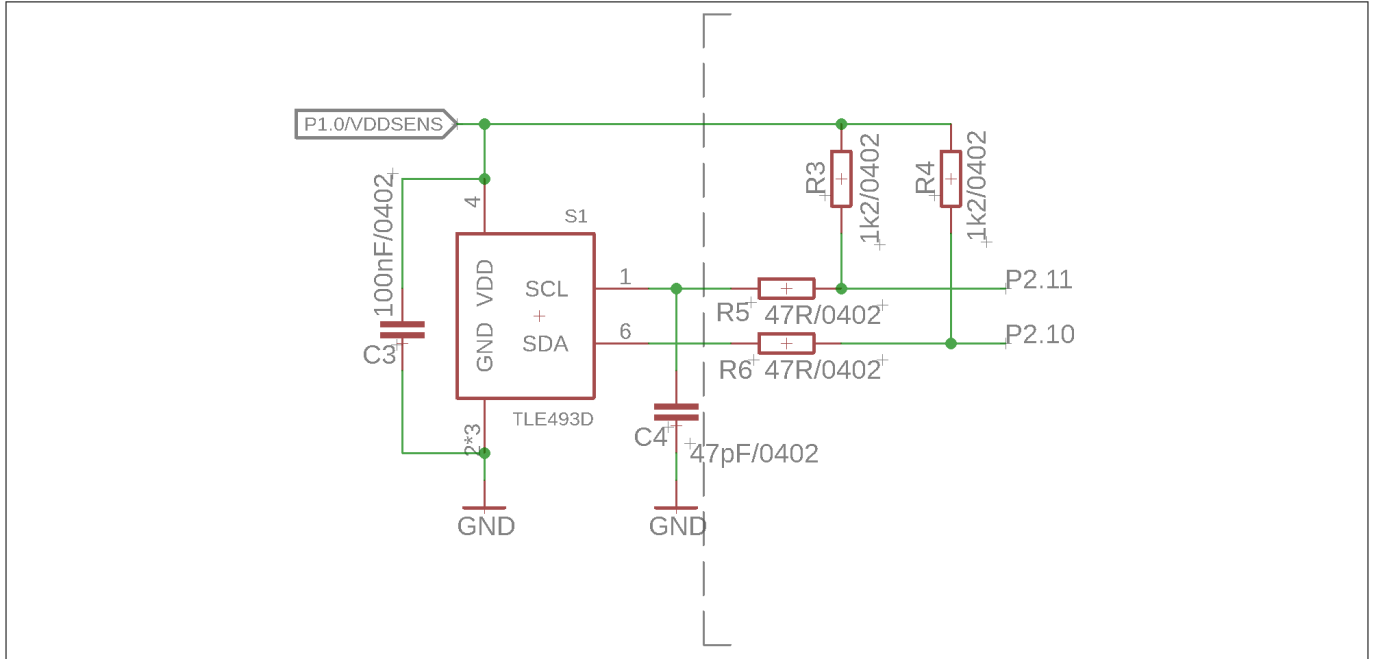 P1.0/VDDSENS
100nF/0402
C3
4
S1
VDD
GND
SCL
SDA
1
6
TLE493D
2*3
GND
C4
47pF/0402
GND
R3
1k2/0402
R4
1k2/0402
R5
47R/0402
R6
47R/0402
P2.11
P2.10